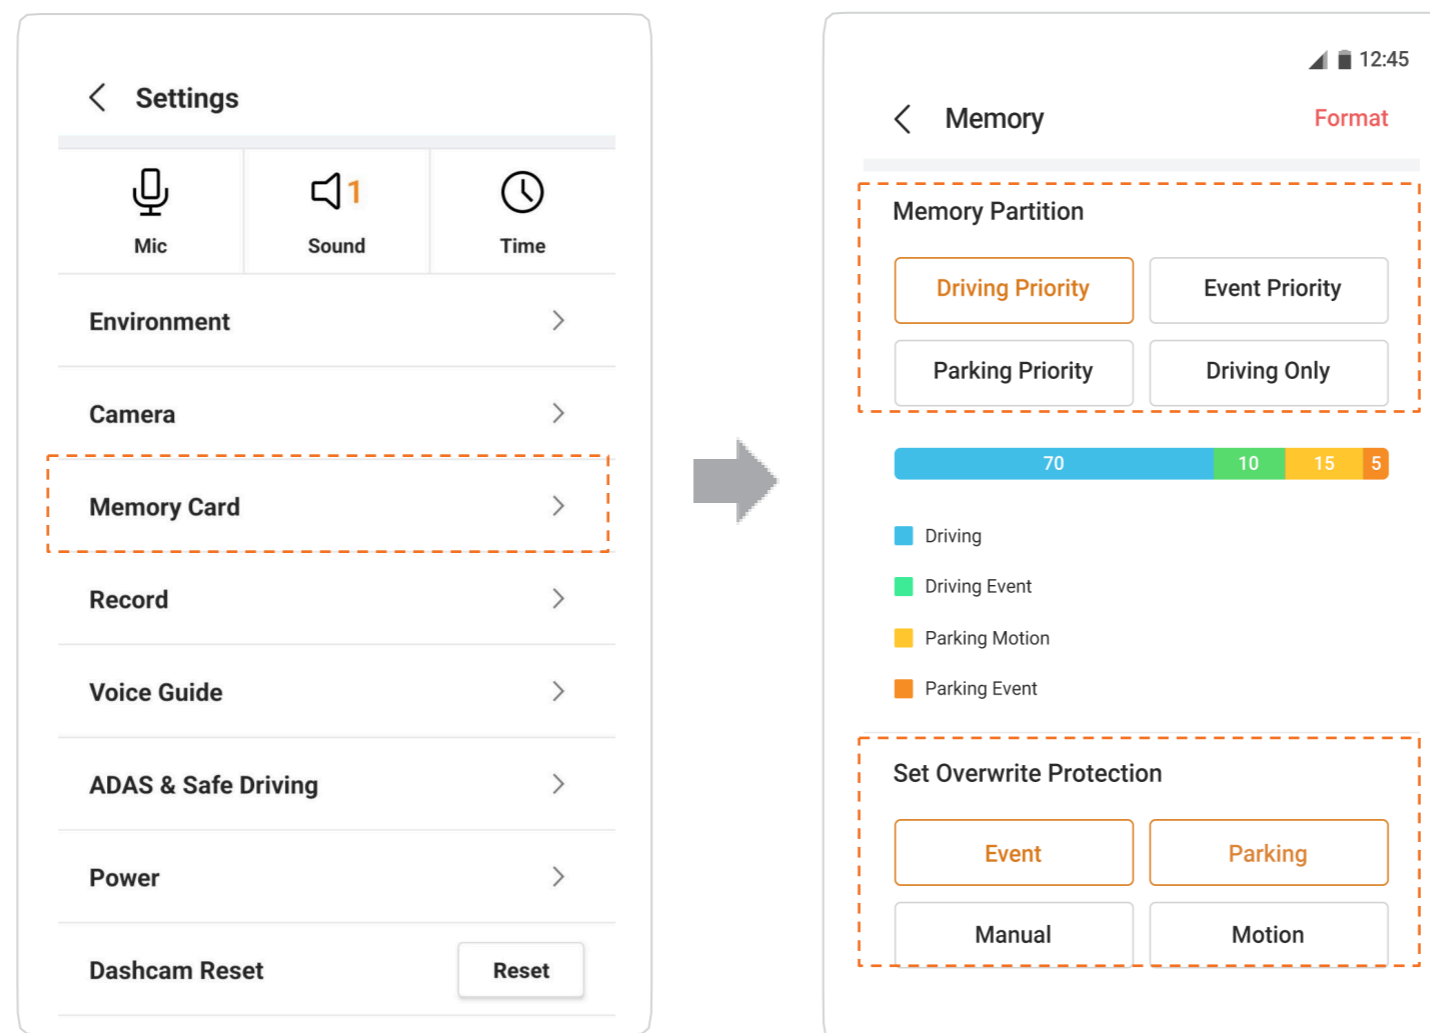 Settings
1
Mic
Sound
Time
Environment
Camera
Memory Card
Record
Voice Guide
ADAS & Safe Driving
Power
Dashcam Reset
Reset
12:45
Memory
Format
Memory Partition
Driving Priority
Event Priority
Parking Priority
Driving Only
70 10 15 5
Driving
Driving Event
Parking Motion
Parking Event
Set Overwrite Protection
Event
Parking
Manual
Motion